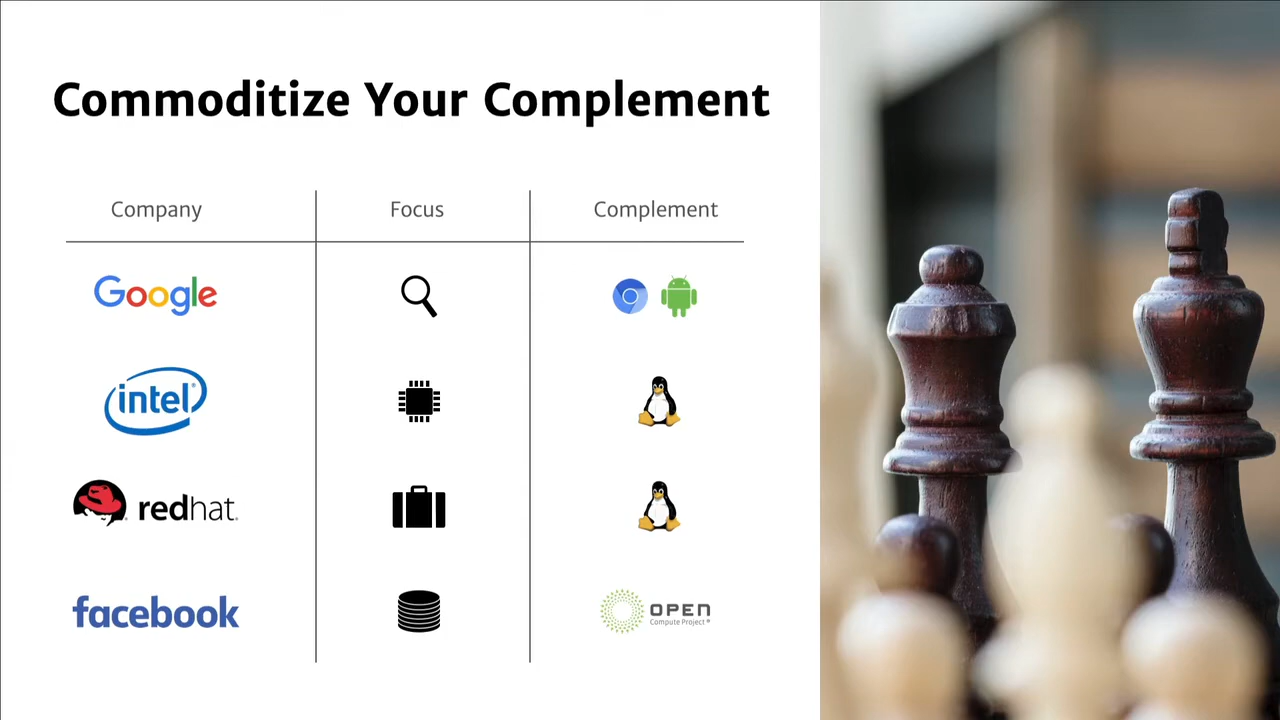 Commoditize Your Complement
Company Focus Complement
Google
intel®
redhat.
facebook
OPEN
Compute Project ®